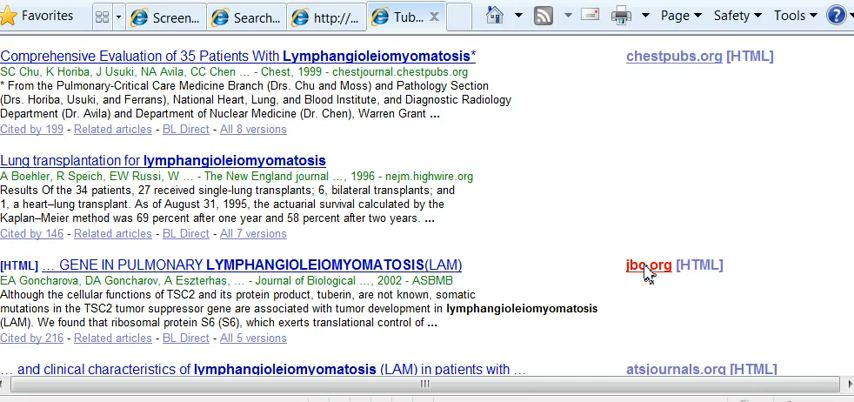 Favorites
Screen...
Search...
http://...
Tub...
Page
Safety
Tools
Comprehensive Evaluation of 35 Patients With Lymphangioleiomyomatosis*
chestpubs.org [HTML]
SC Chu, K Horiba, J Usuki, NA Avila, CC Chen ... - Chest, 1999 - chestjournal.chestpubs.org
* From the Pulmonary-Critical Care Medicine Branch (Drs. Chu and Moss) and Pathology Section
(Drs. Horiba, Usuki, and Ferrans), National Heart, Lung, and Blood Institute, and Diagnostic Radiology
Department (Dr. Avila) and Department of Nuclear Medicine (Dr. Chen), Warren Grant ...
Cited by 199 - Related articles - BL Direct - All 8 versions
Lung transplantation for lymphangioleiomyomatosis
A Boehler, R Speich, EW Russi, W ... - The New England journal ..., 1996 - nejm.highwire.org
Results Of the 34 patients, 27 received single-lung transplants; 6, bilateral transplants; and
1, a heart–lung transplant. As of August 31, 1995, the actuarial survival calculated by the
Kaplan–Meier method was 69 percent after one year and 58 percent after two years. ...
Cited by 146 - Related articles - BL Direct - All 7 versions
[HTML] ... GENE IN PULMONARY LYMPHANGIOLEIOMYOMATOSIS(LAM)
jbc.org [HTML]
EA Goncharova, DA Goncharov, A Eszterhas, ... - Journal of Biological ..., 2002 - ASBMB
Although the cellular functions of TSC2 and its protein product, tuberin, are not known, somatic
mutations in the TSC2 tumor suppressor gene are associated with tumor development in lymphangioleiomyomatosis
(LAM). We found that ribosomal protein S6 (S6), which exerts translational control of ...
Cited by 216 - Related articles - BL Direct - All 5 versions
... and clinical characteristics of lymphangioleiomyomatosis (LAM) in patients with ...
atsjournals.org [HTML]